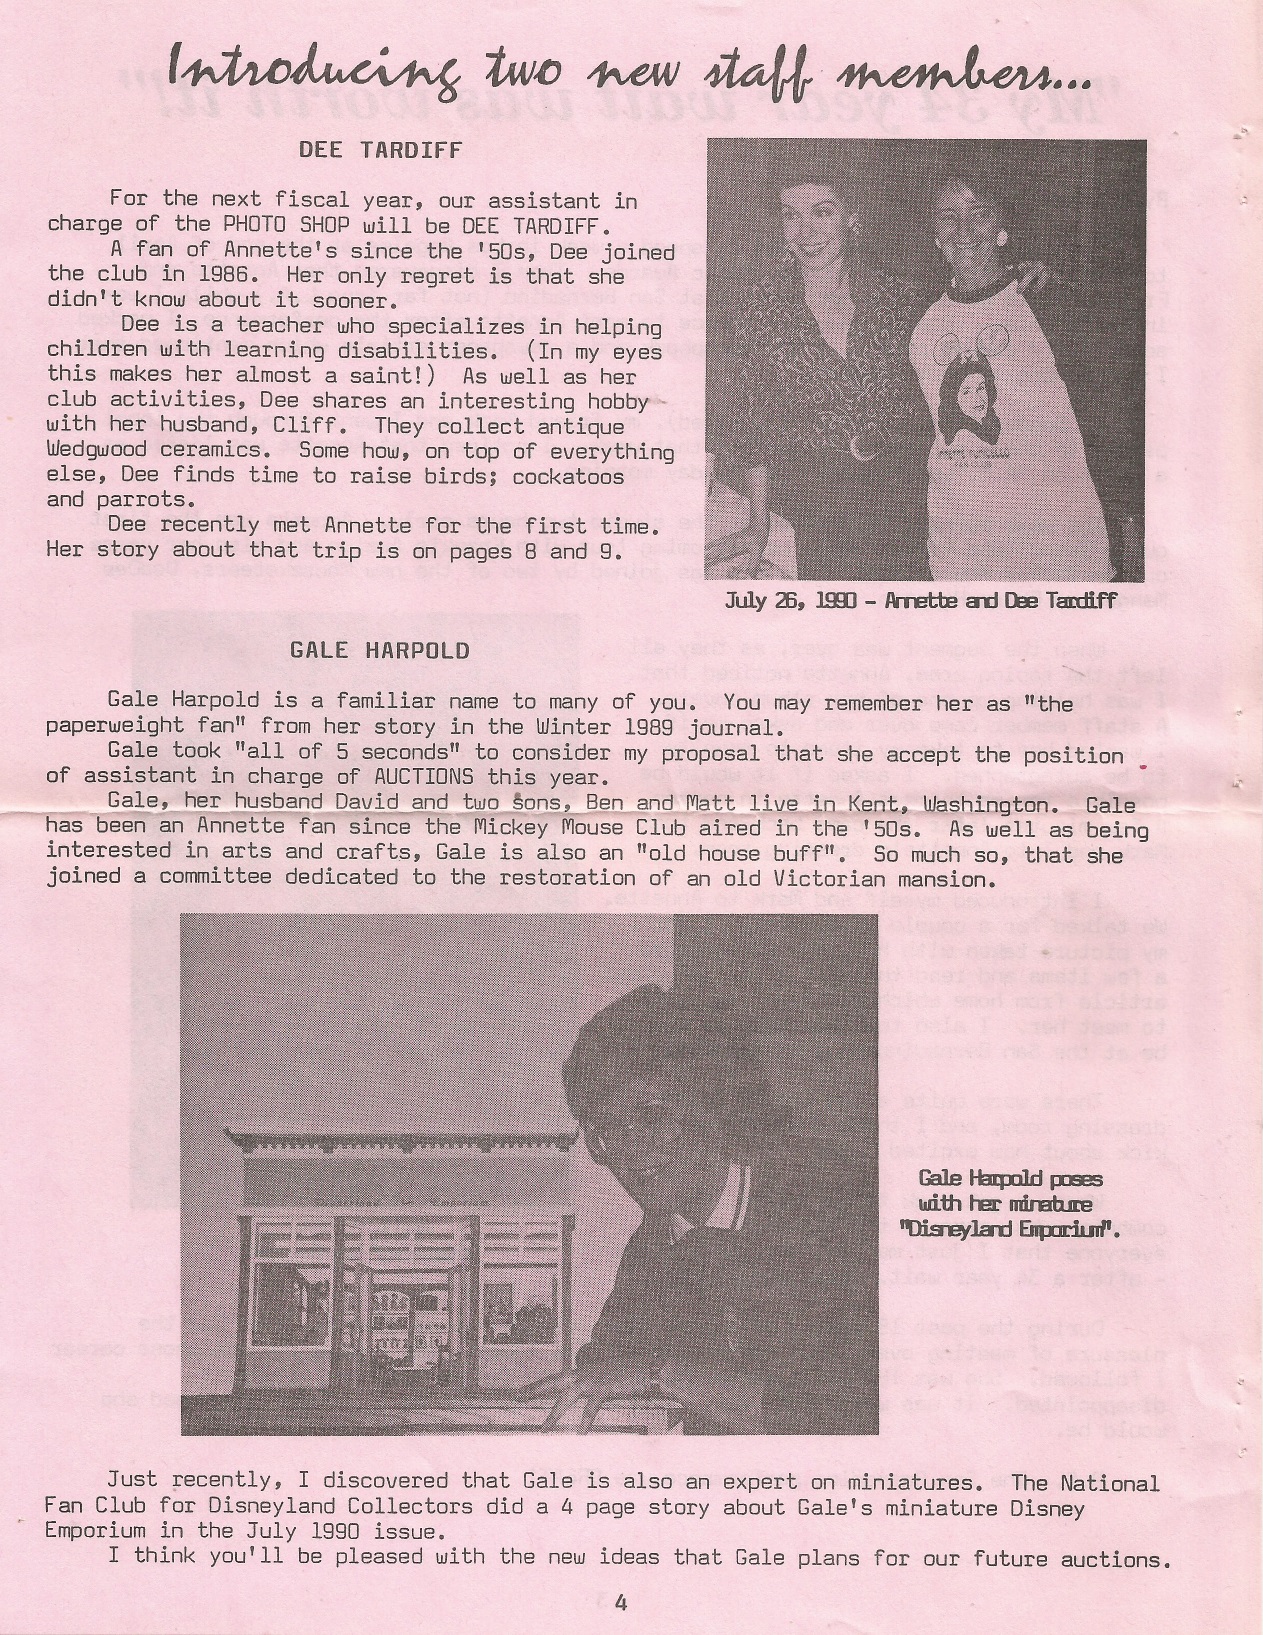 Introducing two new staff members...
DEE TARDIFF
For the next fiscal year, our assistant in
charge of the PHOTO SHOP will be DEE TARDIFF.
A fan of Annette's since the '50s, Dee joined
the club in 1986. Her only regret is that she
didn't know about it sooner.
Dee is a teacher who specializes in helping
children with learning disabilities. (In my eyes
this makes her almost a saint!) As well as her
club activities, Dee shares an interesting hobby
with her husband, Cliff. They collect antique
Wedgwood ceramics. Some how, on top of everything
else, Dee finds time to raise birds; cockatoos
and parrots.
Dee recently met Annette for the first time.
Her story about that trip is on pages 8 and 9.
July 26, 1990 - Annette and Dee Tardiff
GALE HARPOLD
Gale Harpold is a familiar name to many of you. You may remember her as "the
paperweight fan" from her story in the Winter 1989 journal.
Gale took "all of 5 seconds" to consider my proposal that she accept the position
of assistant in charge of AUCTIONS this year.
Gale, her husband David and two sons, Ben and Matt live in Kent, Washington. Gale
has been an Annette fan since the Mickey Mouse Club aired in the '50s. As well as being
interested in arts and crafts, Gale is also an "old house buff". So much so, that she
joined a committee dedicated to the restoration of an old Victorian mansion.
Gale Harpold poses
with her minature
"Disneyland Emporium".
Just recently, I discovered that Gale is also an expert on miniatures. The National
Fan Club for Disneyland Collectors did a 4 page story about Gale's miniature Disney
Emporium in the July 1990 issue.
I think you'll be pleased with the new ideas that Gale plans for our future auctions.
4